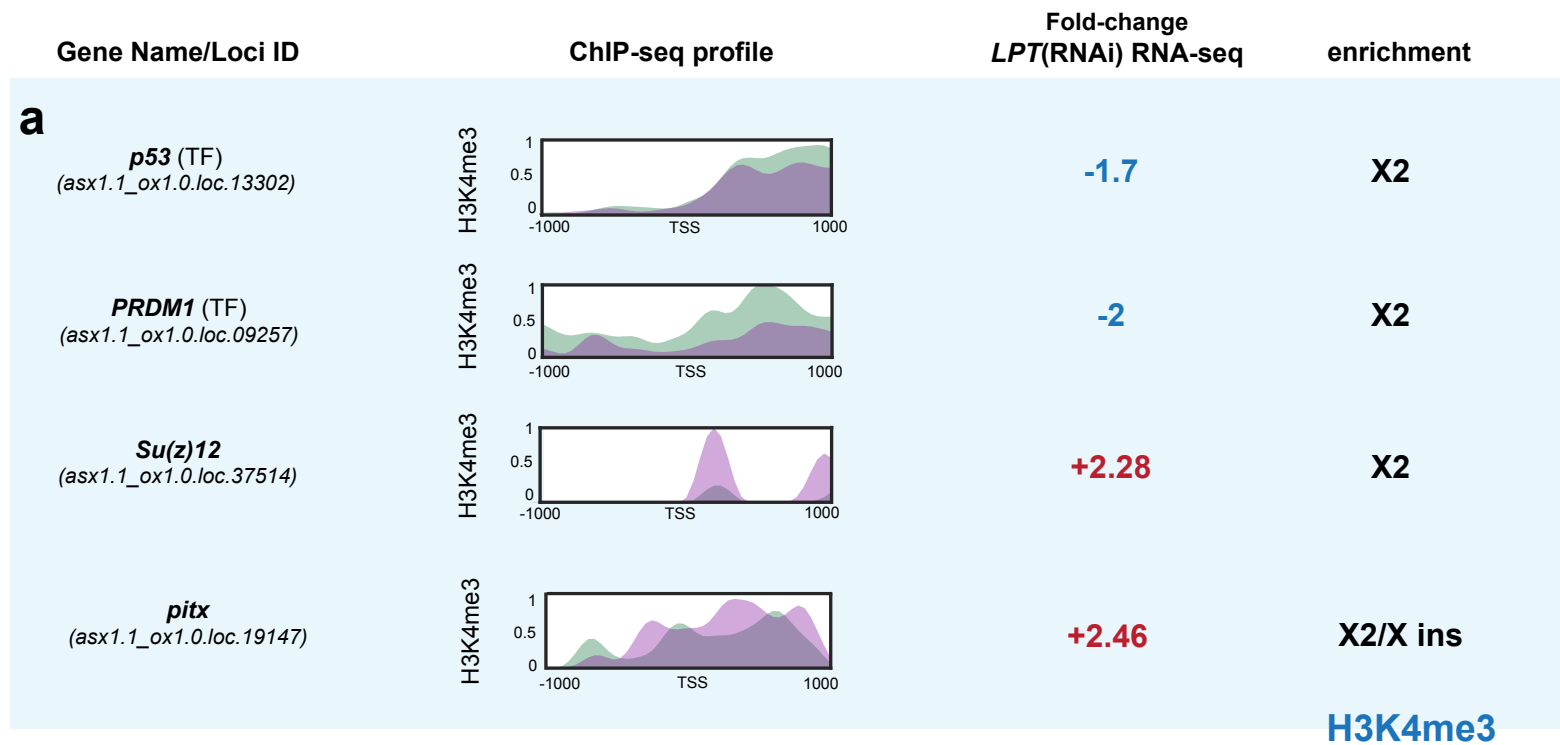 Gene Name/Loci ID
ChIP-seq profile
Fold-change
LPT(RNAi) RNA-seq
enrichment
a
p53 (TF)
(asx1.1_ox1.0.loc.13302)
H3K4me3
1
0.5
0
-1000
TSS
1000
-1.7
X2
PRDM1 (TF)
(asx1.1_ox1.0.loc.09257)
H3K4me3
1
0.5
0
-1000
TSS
1000
-2
X2
Su(z)12
(asx1.1_ox1.0.loc.37514)
H3K4me3
1
0.5
0
-1000
TSS
1000
+2.28
X2
pitx
(asx1.1_ox1.0.loc.19147)
H3K4me3
1
0.5
0
-1000
TSS
1000
+2.46
X2/X ins
H3K4me3